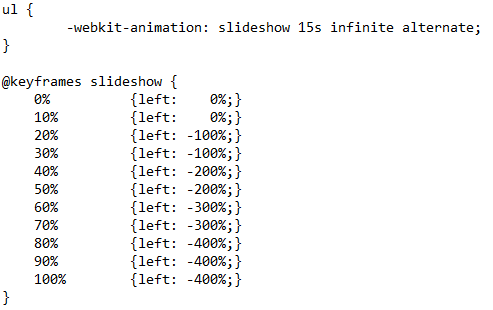 ul {
        -webkit-animation: slideshow 15s infinite alternate;
}

@keyframes slideshow {
    0%          {left:    0%;}
    10%         {left:    0%;}
    20%         {left: -100%;}
    30%         {left: -100%;}
    40%         {left: -200%;}
    50%         {left: -200%;}
    60%         {left: -300%;}
    70%         {left: -300%;}
    80%         {left: -400%;}
    90%         {left: -400%;}
    100%        {left: -400%;}
}